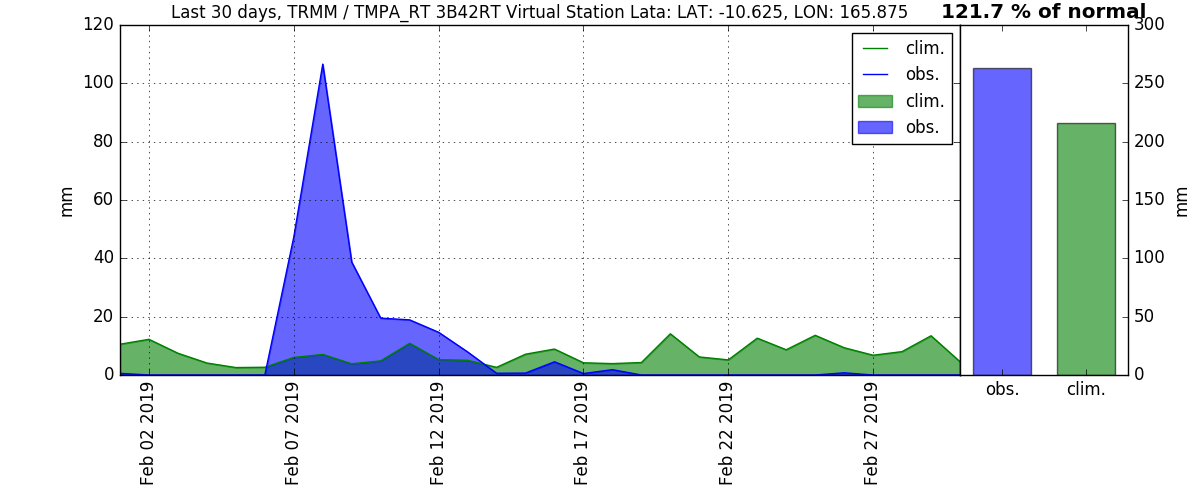 Last 30 days, TRMM / TMPA_RT 3B42RT Virtual Station Lata: LAT: -10.625, LON: 165.875
121.7 % of normal
120
100
80
60
40
20
0
mm
clim.
obs.
clim.
obs.
Feb 02 2019
Feb 07 2019
Feb 12 2019
Feb 17 2019
Feb 22 2019
Feb 27 2019
300
250
200
150
100
50
0
mm
obs.
clim.